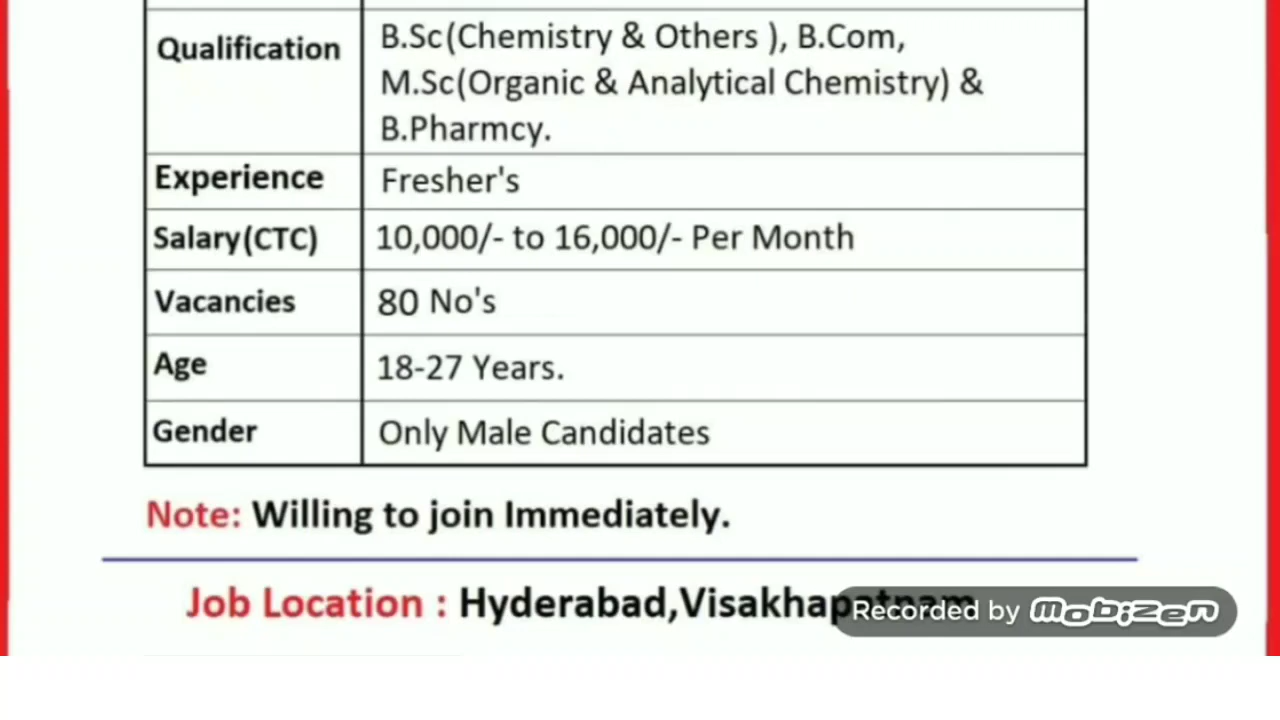 Qualification B.Sc(Chemistry & Others ), B.Com,
M.Sc(Organic & Analytical Chemistry) &
B.Pharmcy.
Experience Fresher's
Salary(CTC) 10,000/- to 16,000/- Per Month
Vacancies 80 No's
Age 18-27 Years.
Gender Only Male Candidates
Note: Willing to join Immediately.
Job Location : Hyderabad,Visakhapatnam
Recorded by Mobizen